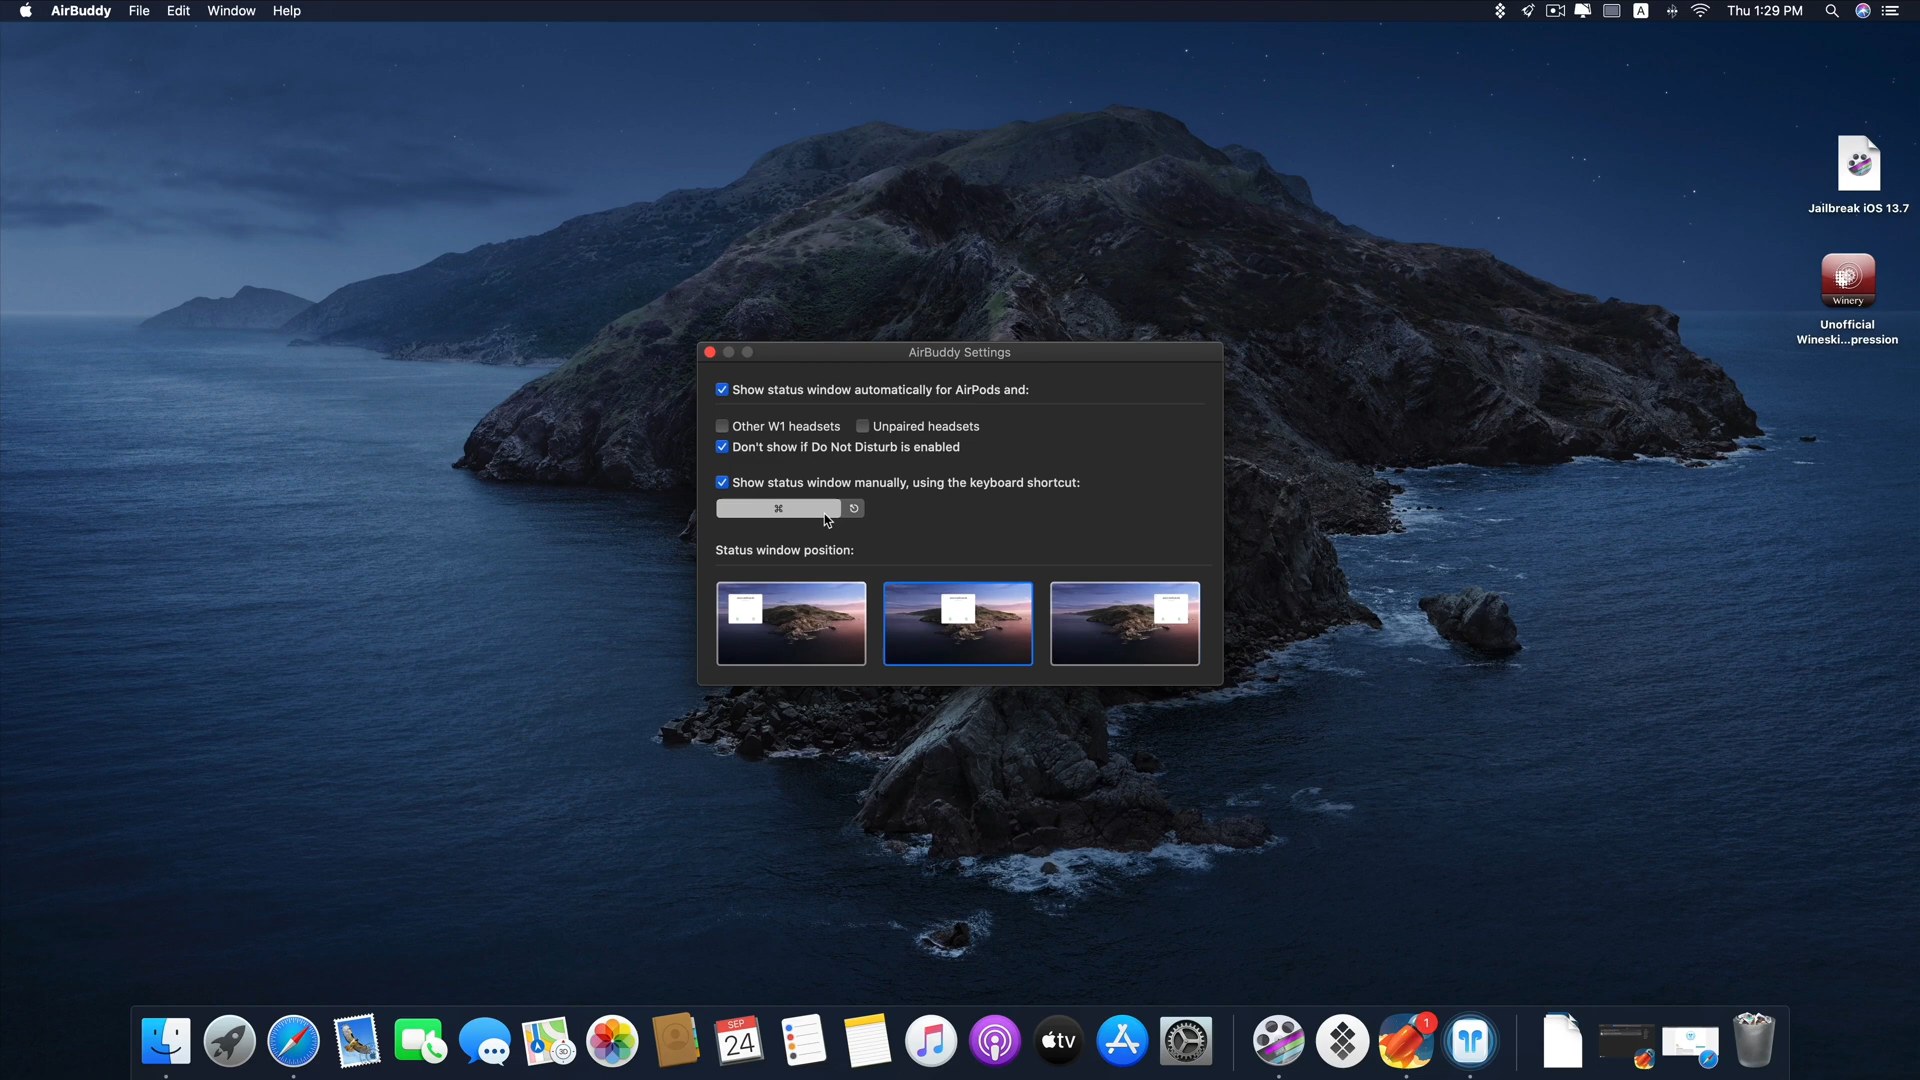 AirBuddy File Edit Window Help
A Thu 1:29 PM
Jailbreak iOS 13.7
Winery
Unofficial
Wineski...pression
AirBuddy Settings
Show status window automatically for AirPods and:
Other W1 headsets Unpaired headsets
Don't show if Do Not Disturb is enabled
Show status window manually, using the keyboard shortcut:
⌘
Status window position:
SEP
24
3D
tv
1